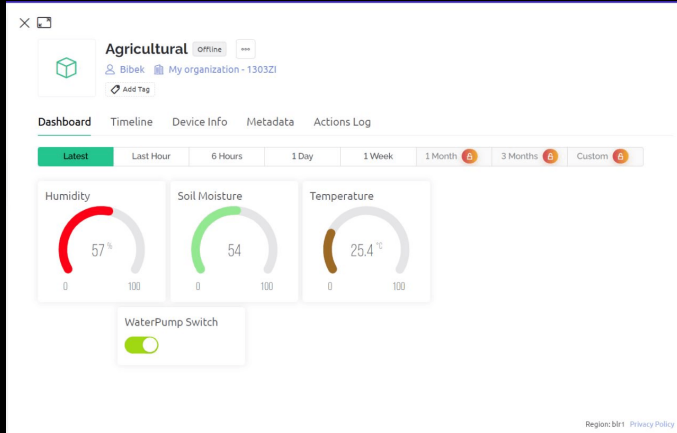 Agricultural Offline ...
Bibek My organization - 1303ZI
Add Tag
Dashboard Timeline Device Info Metadata Actions Log
Latest Last Hour 6 Hours 1 Day 1 Week 1 Month 3 Months Custom
Humidity Soil Moisture Temperature
57 % 54 25.4 °C
0 100 0 100 0 100
WaterPump Switch
Region: blr1 Privacy Policy